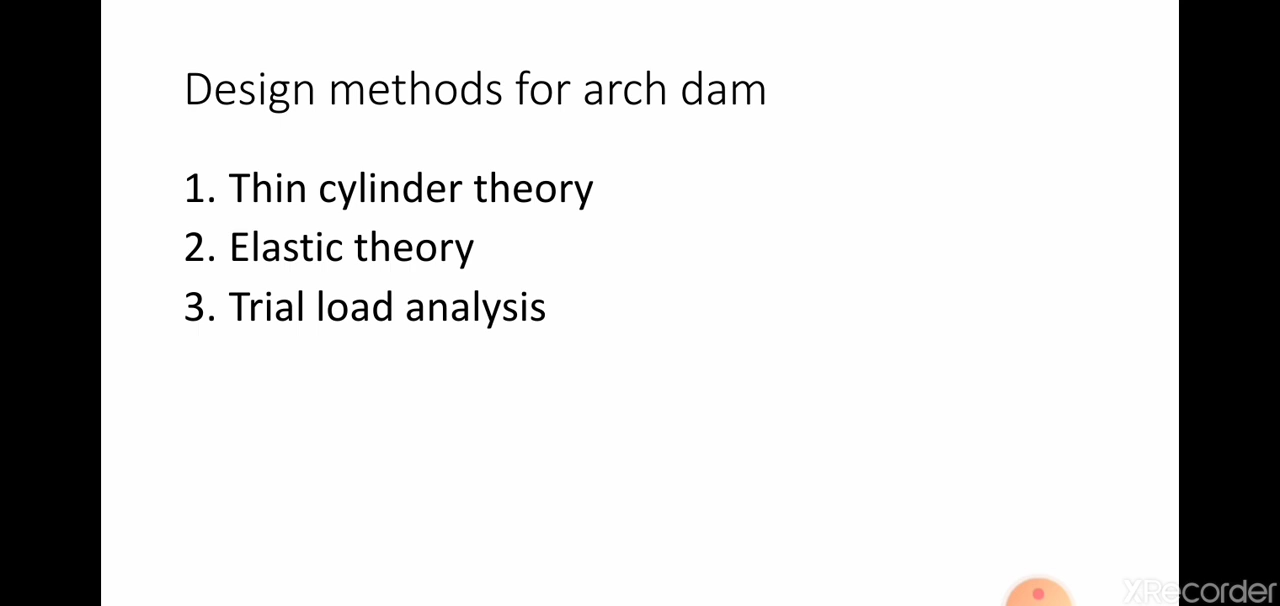 Design methods for arch dam
1. Thin cylinder theory
2. Elastic theory
3. Trial load analysis
XRecorder